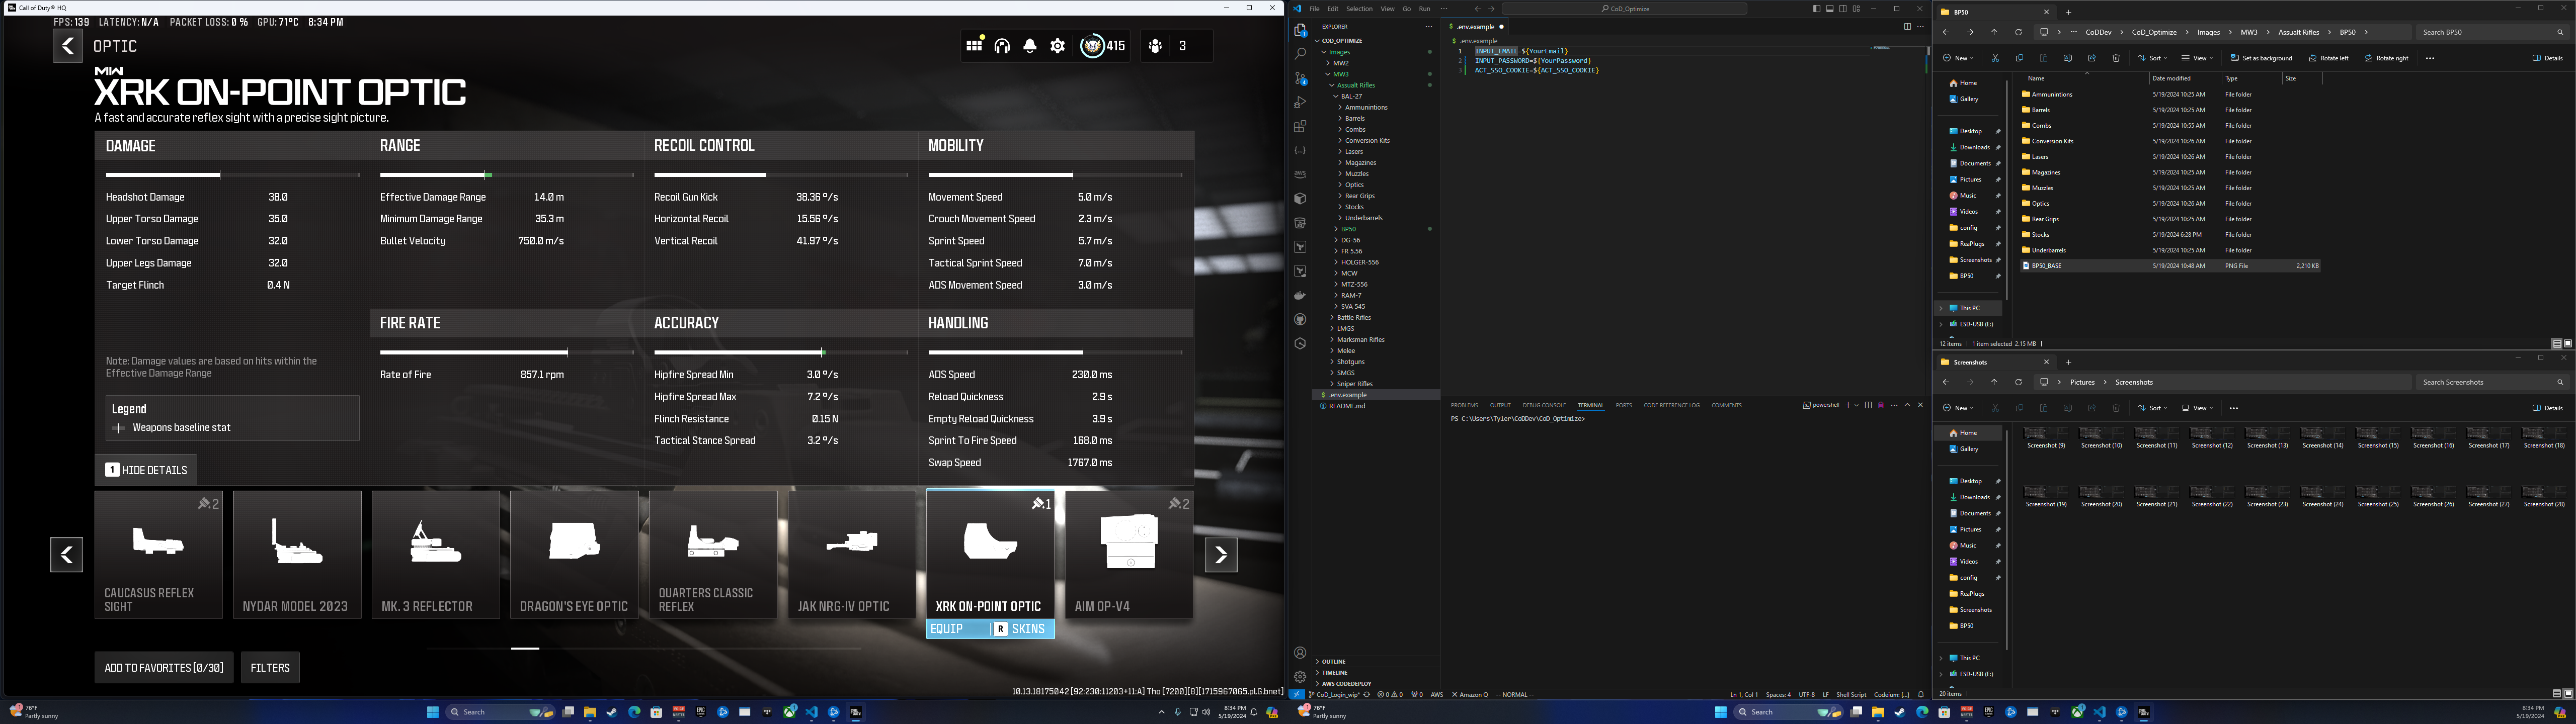 Call of Duty® HQ
FPS: 139 LATENCY: N/A PACKET LOSS: 0 % GPU: 71°C 8:34 PM
OPTIC
415
3
MW
XRK ON-POINT OPTIC
A fast and accurate reflex sight with a precise sight picture.
DAMAGE
Headshot Damage 38.0
Upper Torso Damage 35.0
Lower Torso Damage 32.0
Upper Legs Damage 32.0
Target Flinch 0.4 N
Note: Damage values are based on hits within the
Effective Damage Range
Legend
Weapons baseline stat
RANGE
Effective Damage Range 14.0 m
Minimum Damage Range 35.3 m
Bullet Velocity 750.0 m/s
RECOIL CONTROL
Recoil Gun Kick 38.36 º/s
Horizontal Recoil 15.56 º/s
Vertical Recoil 41.97 º/s
MOBILITY
Movement Speed 5.0 m/s
Crouch Movement Speed 2.3 m/s
Sprint Speed 5.7 m/s
Tactical Sprint Speed 7.0 m/s
ADS Movement Speed 3.0 m/s
FIRE RATE
Rate of Fire 857.1 rpm
ACCURACY
Hipfire Spread Min 3.0 º/s
Hipfire Spread Max 7.2 º/s
Flinch Resistance 0.15 N
Tactical Stance Spread 3.2 º/s
HANDLING
ADS Speed 230.0 ms
Reload Quickness 2.9 s
Empty Reload Quickness 3.9 s
Sprint To Fire Speed 168.0 ms
Swap Speed 1767.0 ms
1 HIDE DETAILS
.2
CAUCASUS REFLEX
SIGHT
NYDAR MODEL 2023
MK. 3 REFLECTOR
DRAGON'S EYE OPTIC
QUARTERS CLASSIC
REFLEX
JAK NRG-IV OPTIC
.1
XRK ON-POINT OPTIC
EQUIP R SKINS
.2
AIM OP-V4
ADD TO FAVORITES [0/30]
FILTERS
10.13.18175042 [92:230:11203+11:A] Tho [7200][8][1715967065.pl.G.bnet]
1
76°F
Partly sunny
Search
8:34 PM
5/19/2024
File Edit Selection View Go Run ···
CoD_Optimize
EXPLORER ···
COD_OPTIMIZE
Images
MW2
MW3
Assualt Rifles
BAL-27
Ammunintions
Barrels
Combs
Conversion Kits
Lasers
Magazines
Muzzles
Optics
Rear Grips
Stocks
Underbarrels
BP50
DG-56
FR 5.56
HOLGER-556
MCW
MTZ-556
RAM-7
SVA 545
Battle Rifles
LMGS
Marksman Rifles
Melee
Shotguns
SMGS
Sniper Rifles
$ .env.example
README.md
OUTLINE
TIMELINE
AWS CODEDEPLOY
$ .env.example
$ .env.example
1 INPUT_EMAIL=${YourEmail}
2 INPUT_PASSWORD=${YourPassword}
3 ACT_SSO_COOKIE=${ACT_SSO_COOKIE}
PROBLEMS OUTPUT DEBUG CONSOLE TERMINAL PORTS CODE REFERENCE LOG COMMENTS
powershell
PS C:\Users\Tyler\CoDDev\CoD_Optimize>
CoD_Login_wip* 0 0 0 AWS Amazon Q -- NORMAL -- Ln 1, Col 1 Spaces: 4 UTF-8 LF Shell Script Codeium: {...}
1
76°F
Partly sunny
Search
8:34 PM
5/19/2024
BP50
··· CoDDev CoD_Optimize Images MW3 Assualt Rifles BP50
Search BP50
New Sort View Set as background Rotate left Rotate right ··· Details
Home
Gallery
Desktop
Downloads
Documents
Pictures
Music
Videos
config
ReaPlugs
Screenshots
BP50
This PC
ESD-USB (E:)
Name Date modified Type Size
Ammunintions 5/19/2024 10:25 AM File folder
Barrels 5/19/2024 10:25 AM File folder
Combs 5/19/2024 10:55 AM File folder
Conversion Kits 5/19/2024 10:26 AM File folder
Lasers 5/19/2024 10:26 AM File folder
Magazines 5/19/2024 10:25 AM File folder
Muzzles 5/19/2024 10:25 AM File folder
Optics 5/19/2024 10:26 AM File folder
Rear Grips 5/19/2024 10:25 AM File folder
Stocks 5/19/2024 6:28 PM File folder
Underbarrels 5/19/2024 10:25 AM File folder
BP50_BASE 5/19/2024 10:48 AM PNG File 2,210 KB
12 items 1 item selected 2.15 MB
Screenshots
Pictures Screenshots
Search Screenshots
New Sort View ··· Details
Home
Gallery
Desktop
Downloads
Documents
Pictures
Music
Videos
config
ReaPlugs
Screenshots
BP50
This PC
ESD-USB (E:)
Screenshot (9) Screenshot (10) Screenshot (11) Screenshot (12) Screenshot (13) Screenshot (14) Screenshot (15) Screenshot (16) Screenshot (17) Screenshot (18)
Screenshot (19) Screenshot (20) Screenshot (21) Screenshot (22) Screenshot (23) Screenshot (24) Screenshot (25) Screenshot (26) Screenshot (27) Screenshot (28)
20 items